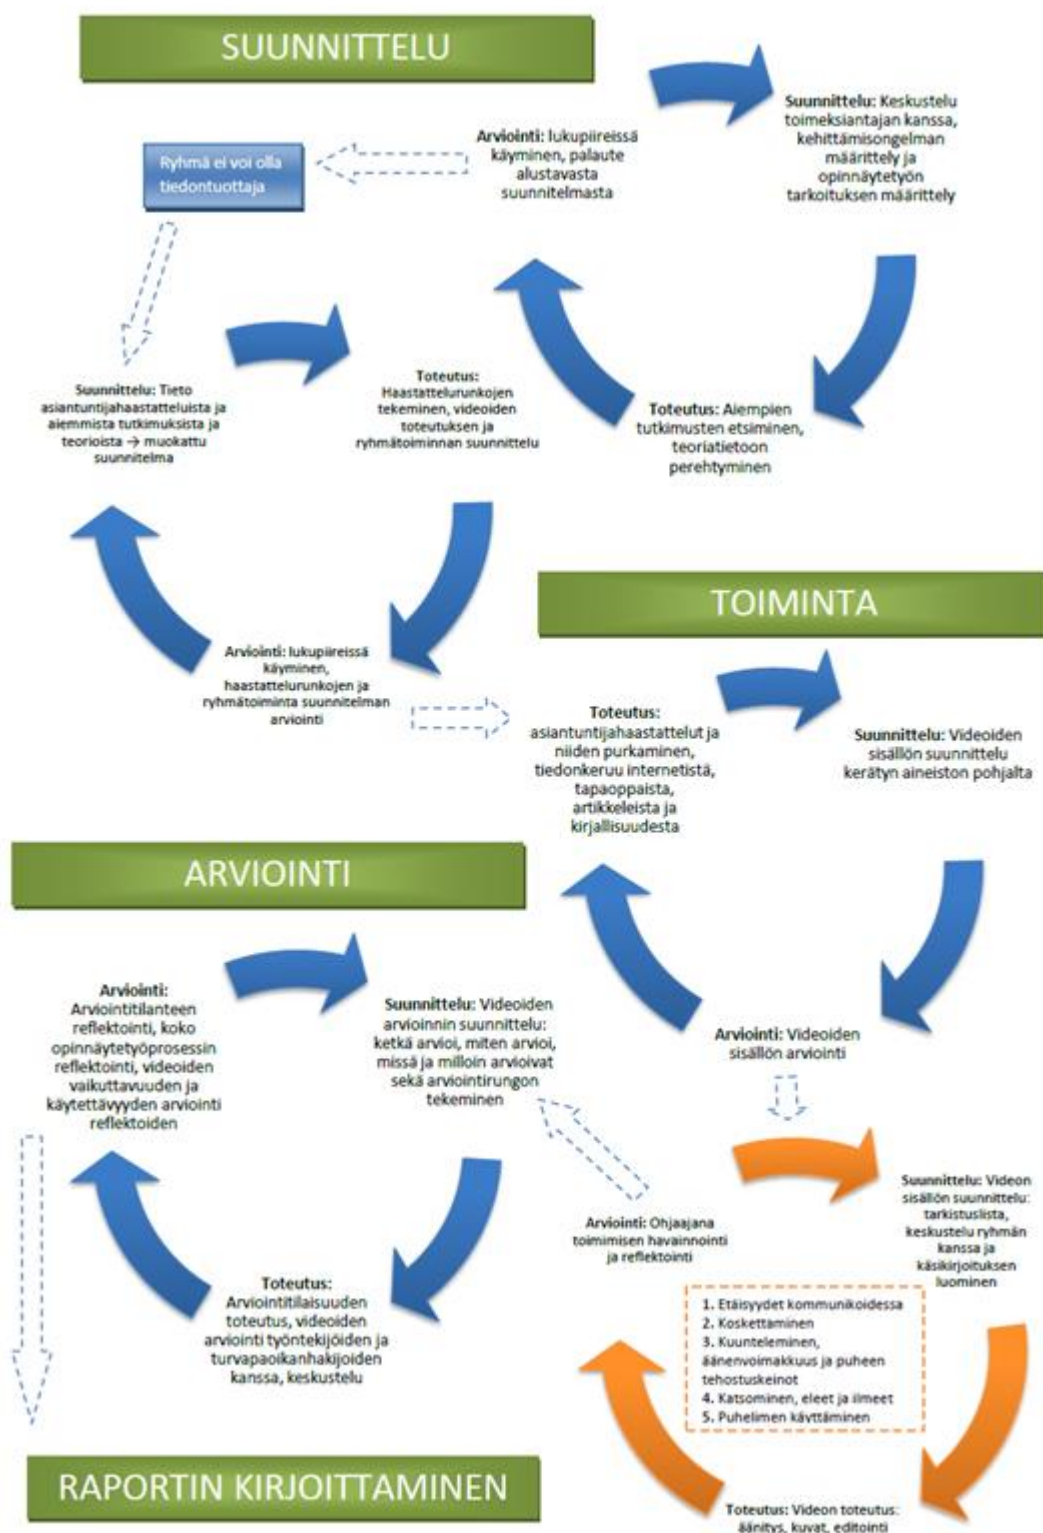 SUUNNITTELU
Arviointi: lukupiireissä
käyminen, palaute
alustavasta
suunnitelmasta
Suunnittelu: Keskustelu
toimeksiantajan kanssa,
kehittämisongelman
määrittely ja
opinnäytetyön
tarkoituksen määrittely
Ryhmä ei voi olla
tiedontuottaja
Toteutus: Aiempien
tutkimusten etsiminen,
teoriatietoon
perehtyminen
Suunnittelu: Tieto
asiantuntijahaastatteluista ja
aiemmista tutkimuksista ja
teorioista → muokattu
suunnitelma
Toteutus:
Haastattelurunkojen
tekeminen, videoiden
toteutuksen ja
ryhmätoiminnan suunnittelu
Arviointi: lukupiireissä
käyminen,
haastattelurunkojen ja
ryhmätoiminta suunnitelman
arviointi
TOIMINTA
Toteutus:
asiantuntijahaastattelut ja
niiden purkaminen,
tiedonkeruu internetistä,
tapaoppaista,
artikkeleista ja
kirjallisuudesta
Suunnittelu: Videoiden
sisällön suunnittelu
kerätyn aineiston pohjalta
Arviointi: Videoiden
sisällön arviointi
Suunnittelu: Videon
sisällön suunnittelu:
tarkistuslista,
keskustelu ryhmän
kanssa ja
käsikirjoituksen
luominen
Arviointi: Ohjaajana
toimimisen havainnointi
ja reflektointi
1. Etäisyydet kommunikoidessa
2. Koskettaminen
3. Kuunteleminen,
äänenvoimakkuus ja puheen
tehostuskeinot
4. Katsominen, eleet ja ilmeet
5. Puhelimen käyttäminen
Toteutus: Videon toteutus:
äänitys, kuvat, editointi
ARVIOINTI
Arviointi:
Arviointitilanteen
reflektointi, koko
opinnäytetyöprosessin
reflektointi, videoiden
vaikuttavuuden ja
käytettävyyden arviointi
reflektoiden
Suunnittelu: Videoiden
arvioinnin suunnittelu:
ketkä arvioi, miten arvioi,
missä ja milloin arvioivat
sekä arviointirungon
tekeminen
Toteutus:
Arviointitilaisuuden
toteutus, videoiden
arviointi työntekijöiden ja
turvapaoikanhakijoiden
kanssa, keskustelu
RAPORTIN KIRJOITTAMINEN